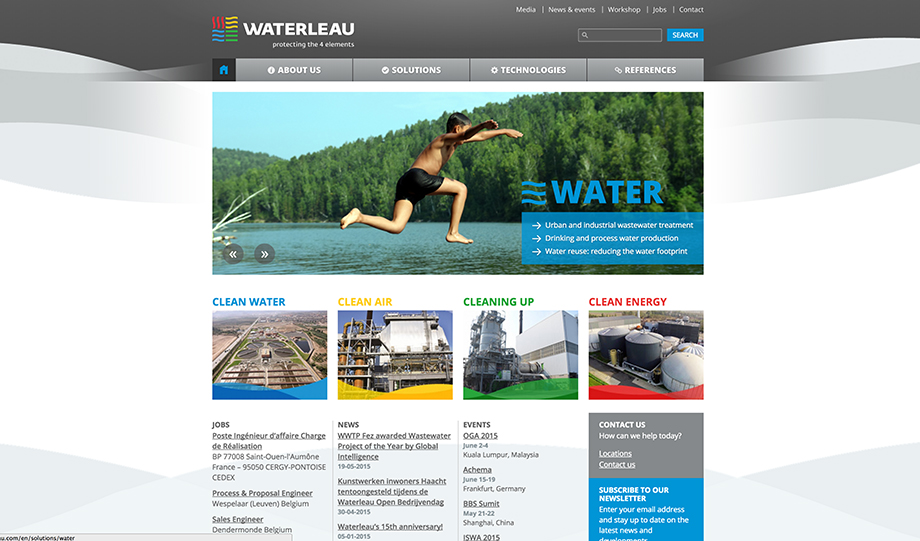 Media | News & events | Workshop | Jobs | Contact
WATERLEAU
protecting the 4 elements
SEARCH
ABOUT US
SOLUTIONS
TECHNOLOGIES
REFERENCES
WATER
Urban and industrial wastewater treatment
Drinking and process water production
Water reuse: reducing the water footprint
CLEAN WATER
CLEAN AIR
CLEANING UP
CLEAN ENERGY
JOBS
Poste Ingénieur d'affaire Charge
de Réalisation
BP 77008 Saint-Ouen-l'Aumône
France – 95050 CERGY-PONTOISE
CEDEX
Process & Proposal Engineer
Wespelaar (Leuven) Belgium
Sales Engineer
Dendermonde Belgium
NEWS
WWTP Fez awarded Wastewater
Project of the Year by Global
Intelligence
19-05-2015
Kunstwerken inwoners Haacht
tentoongesteld tijdens de
Waterleau Open Bedrijvendag
30-04-2015
Waterleau's 15th anniversary!
05-01-2015
EVENTS
OGA 2015
June 2-4
Kuala Lumpur, Malaysia
Achema
June 15-19
Frankfurt, Germany
BBS Sumit
May 21-22
Shanghai, China
ISWA 2015
CONTACT US
How can we help today?
Locations
Contact us
SUBSCRIBE TO OUR
NEWSLETTER
Enter your email address
and stay up to date on the
latest news and
developments
au.com/en/solutions/water